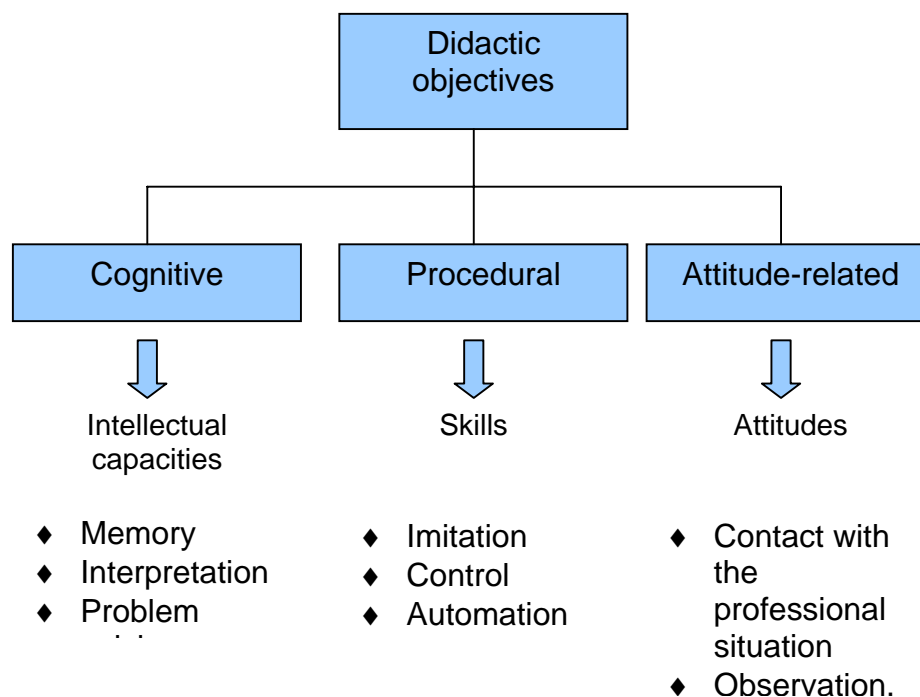 Didactic
objectives
Cognitive
Procedural
Attitude-related
Intellectual
capacities
Skills
Attitudes
♦ Memory
♦ Interpretation
♦ Problem
♦ Imitation
♦ Control
♦ Automation
♦ Contact with
the
professional
situation
♦ Observation.